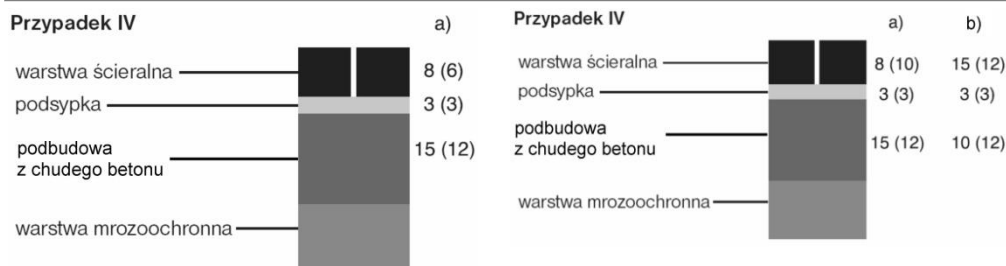 Przypadek IV a)
warstwa ścieralna 8 (6)
podsypka 3 (3)
podbudowa
z chudego betonu 15 (12)
warstwa mrozoochronna
Przypadek IV a) b)
warstwa ścieralna 8 (10) 15 (12)
podsypka 3 (3) 3 (3)
podbudowa
z chudego betonu 15 (12) 10 (12)
warstwa mrozoochronna